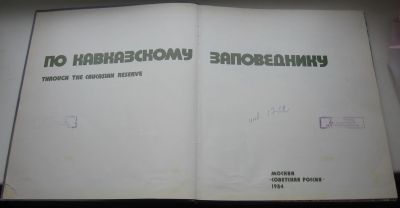 ПО КАВКАЗСКОМУ ЗАПОВЕДНИКУ
THROUGH THE CAUCASIAN RESERVE
МОСКВА
«СОВЕТСКАЯ РОССИЯ»
1984